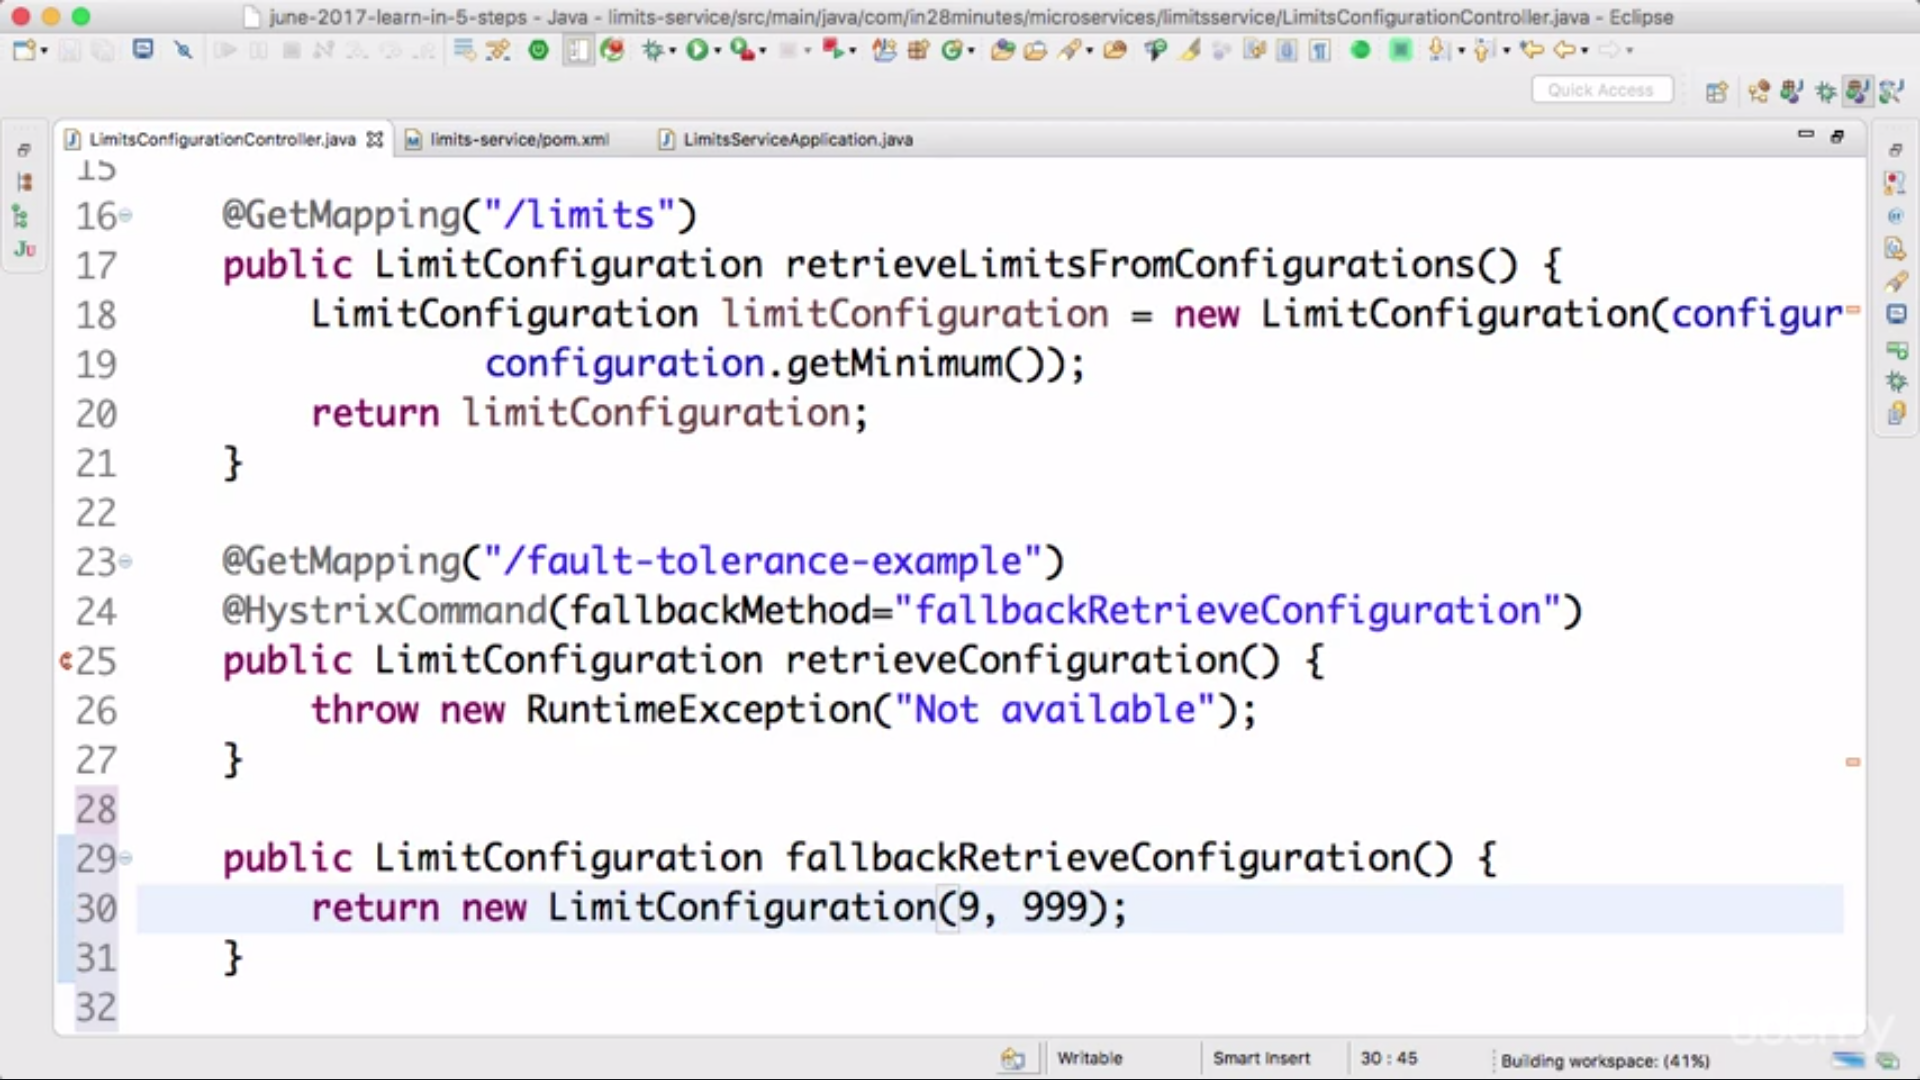 june-2017-learn-in-5-steps - Java - limits-service/src/main/java/com/in28minutes/microservices/limitsservice/LimitsConfigurationController.java - Eclipse
Quick Access
LimitsConfigurationController.java
limits-service/pom.xml
LimitsServiceApplication.java
15
16 @GetMapping("/limits")
17 public LimitConfiguration retrieveLimitsFromConfigurations() {
18 LimitConfiguration limitConfiguration = new LimitConfiguration(configur
19 configuration.getMinimum());
20 return limitConfiguration;
21 }
22
23 @GetMapping("/fault-tolerance-example")
24 @HystrixCommand(fallbackMethod="fallbackRetrieveConfiguration")
25 public LimitConfiguration retrieveConfiguration() {
26 throw new RuntimeException("Not available");
27 }
28
29 public LimitConfiguration fallbackRetrieveConfiguration() {
30 return new LimitConfiguration(9, 999);
31 }
32
Ju
Writable
Smart Insert
30 : 45
Building workspace: (41%)
udemy